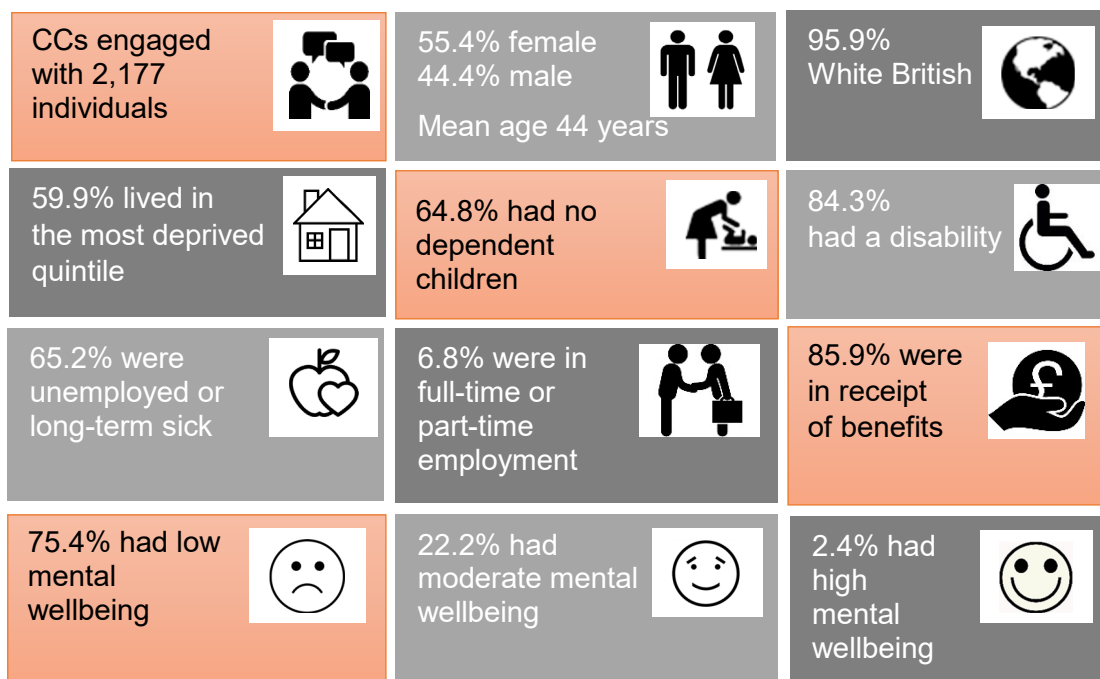 CCs engaged
with 2,177
individuals
55.4% female
44.4% male
Mean age 44 years
95.9%
White British
59.9% lived in
the most deprived
quintile
64.8% had no
dependent
children
84.3%
had a disability
65.2% were
unemployed or
long-term sick
6.8% were in
full-time or
part-time
employment
85.9% were
in receipt
of benefits
£
75.4% had low
mental
wellbeing
22.2% had
moderate mental
wellbeing
2.4% had
high
mental
wellbeing